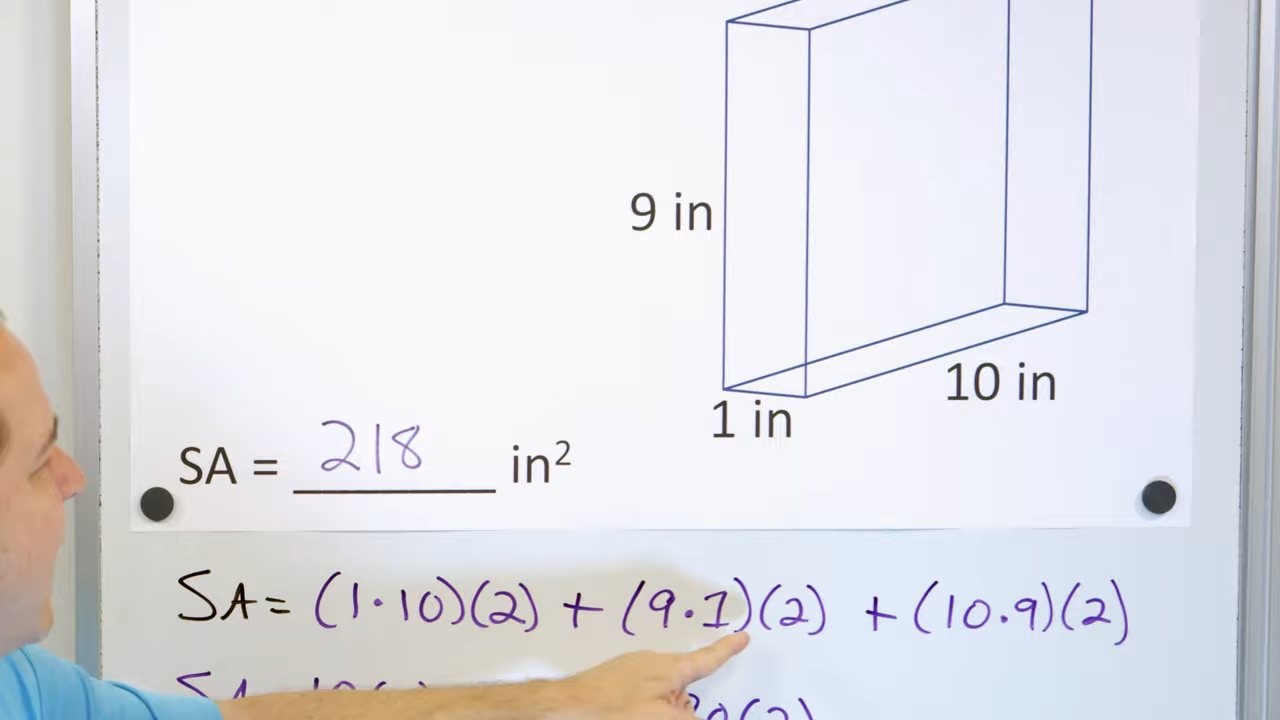 9 in
10 in
1 in
SA = 218 in²
SA = (1·10)(2) + (9·1)(2) + (10·9)(2)